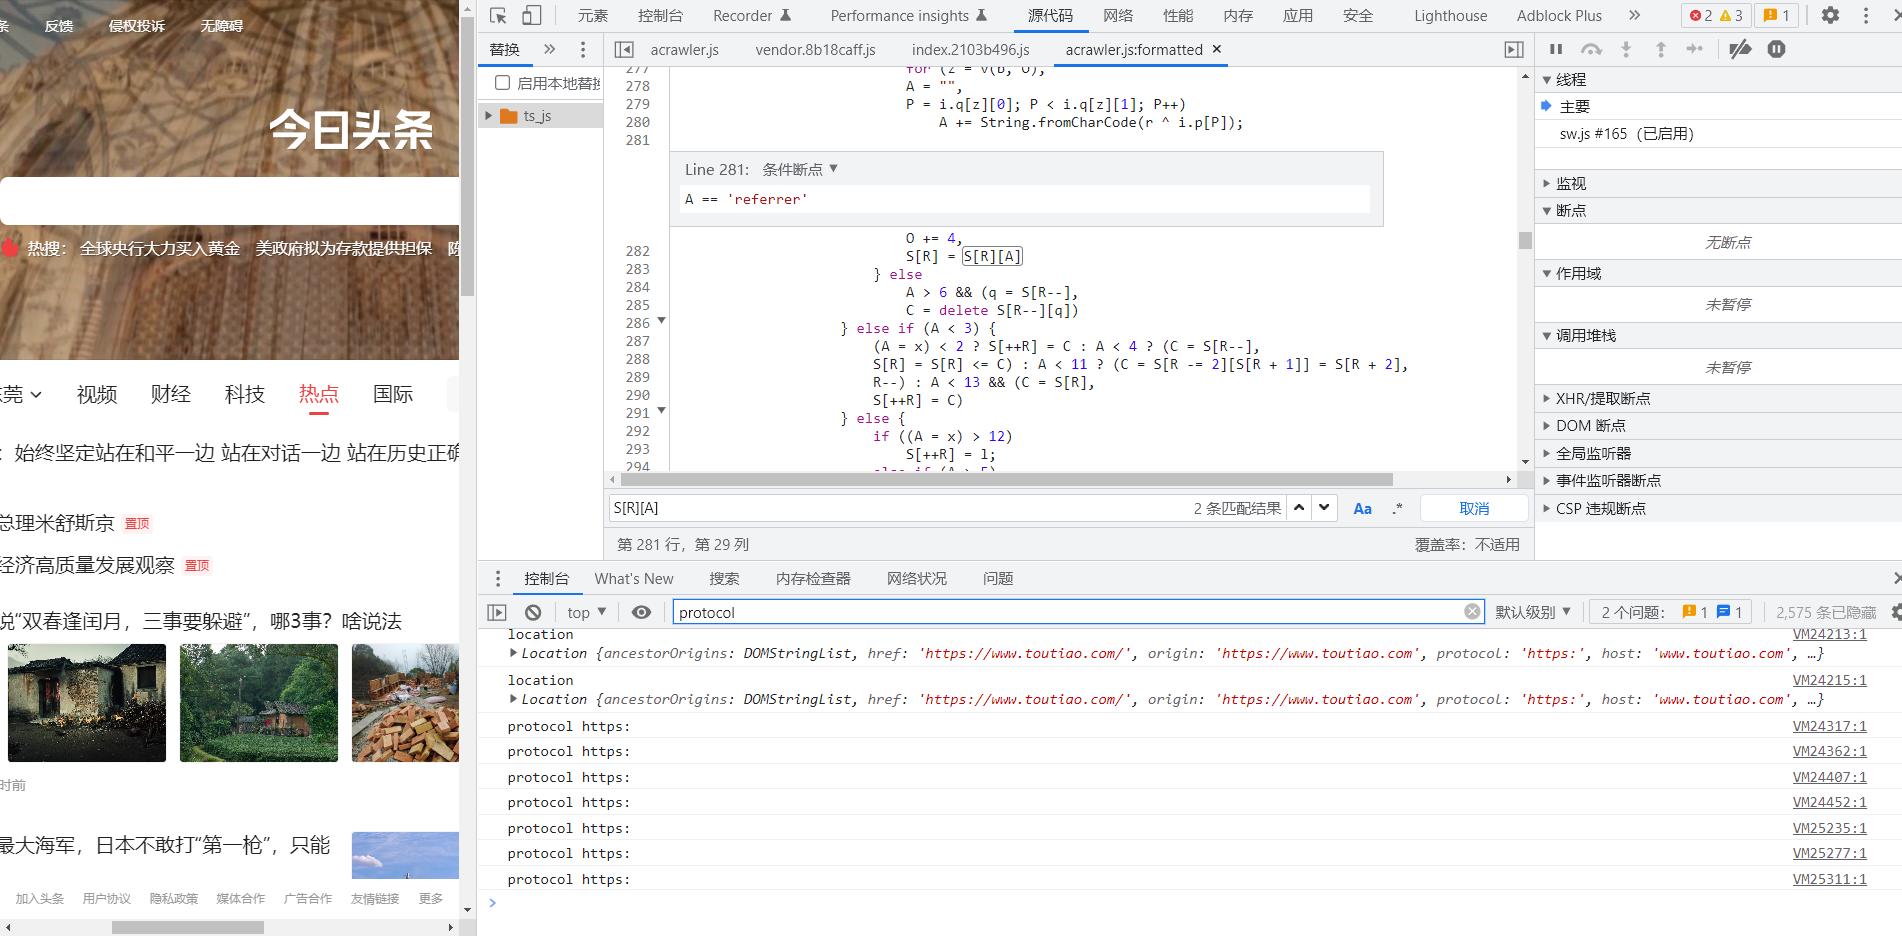 反馈
侵权投诉
无障碍
今日头条
热搜： 全球央行大力买入黄金 美政府拟为存款提供担保
视频
财经
科技
热点
国际
：始终坚定站在和平一边 站在对话一边 站在历史正确
总理米舒斯京 置顶
经济高质量发展观察 置顶
说“双春逢闰月，三事要躲避”，哪3事？啥说法
时前
最大海军，日本不敢打“第一枪”，只能
加入头条 用户协议 隐私政策 媒体合作 广告合作 友情链接 更多
元素 控制台 Recorder Performance insights 源代码 网络 性能 内存 应用 安全 Lighthouse Adblock Plus » 2 3 1
替换 »
启用本地替换
ts_js
acrawler.js vendor.8b18caff.js index.2103b496.js acrawler.js:formatted ×
277 for (z = v(b, O),
278 A = "",
279 P = i.q[z][0]; P < i.q[z][1]; P++)
280 A += String.fromCharCode(r ^ i.p[P]);
281
Line 281: 条件断点 ▼
A == 'referrer'
O += 4,
282 S[R] = S[R][A]
283 } else
284 A > 6 && (q = S[R--],
285 C = delete S[R--][q])
286 } else if (A < 3) {
287 (A = x) < 2 ? S[++R] = C : A < 4 ? (C = S[R--],
288 S[R] = S[R] <= C) : A < 11 ? (C = S[R -= 2][S[R + 1]] = S[R + 2],
289 R--) : A < 13 && (C = S[R],
290 S[++R] = C)
291 } else {
292 if ((A = x) > 12)
293 S[++R] = l;
294 else if (A > 5)
S[R][A] 2 条匹配结果 Aa .* 取消
第 281 行，第 29 列 覆盖率：不适用
线程
主要
sw.js #165（已启用）
监视
断点
无断点
作用域
未暂停
调用堆栈
未暂停
XHR/提取断点
DOM 断点
全局监听器
事件监听器断点
CSP 违规断点
控制台 What's New 搜索 内存检查器 网络状况 问题
top ▼ protocol 默认级别 ▼ 2 个问题： 1 1 2,575 条已隐藏
location VM24213:1
Location {ancestorOrigins: DOMStringList, href: 'https://www.toutiao.com/', origin: 'https://www.toutiao.com', protocol: 'https:', host: 'www.toutiao.com', …}
location VM24215:1
Location {ancestorOrigins: DOMStringList, href: 'https://www.toutiao.com/', origin: 'https://www.toutiao.com', protocol: 'https:', host: 'www.toutiao.com', …}
protocol https: VM24317:1
protocol https: VM24362:1
protocol https: VM24407:1
protocol https: VM24452:1
protocol https: VM25235:1
protocol https: VM25277:1
protocol https: VM25311:1